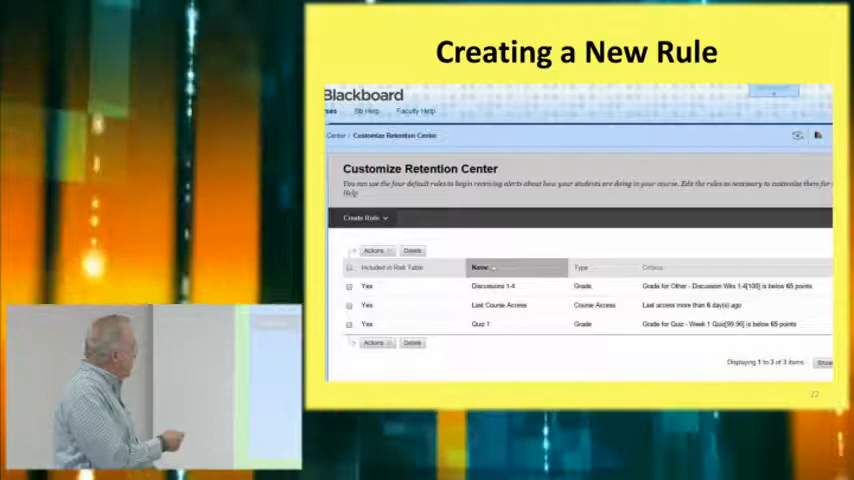 Creating a New Rule
Blackboard
rses Bb Help Faculty Help
Center / Customize Retention Center
Customize Retention Center
You can use the four default rules to begin receiving alerts about how your students are doing in your course. Edit the rules as necessary to customize them for
Help
Create Rule
Actions Delete
Included in Risk Table Name Type Criteria
Yes Discussions 1-4 Grade Grade for Other - Discussion Wks 1-4[100] is below 65 points
Yes Last Course Access Course Access Last access more than 6 day(s) ago
Yes Quiz 1 Grade Grade for Quiz - Week 1 Quiz[99.96] is below 65 points
Actions Delete
Displaying 1 to 3 of 3 items Show
22